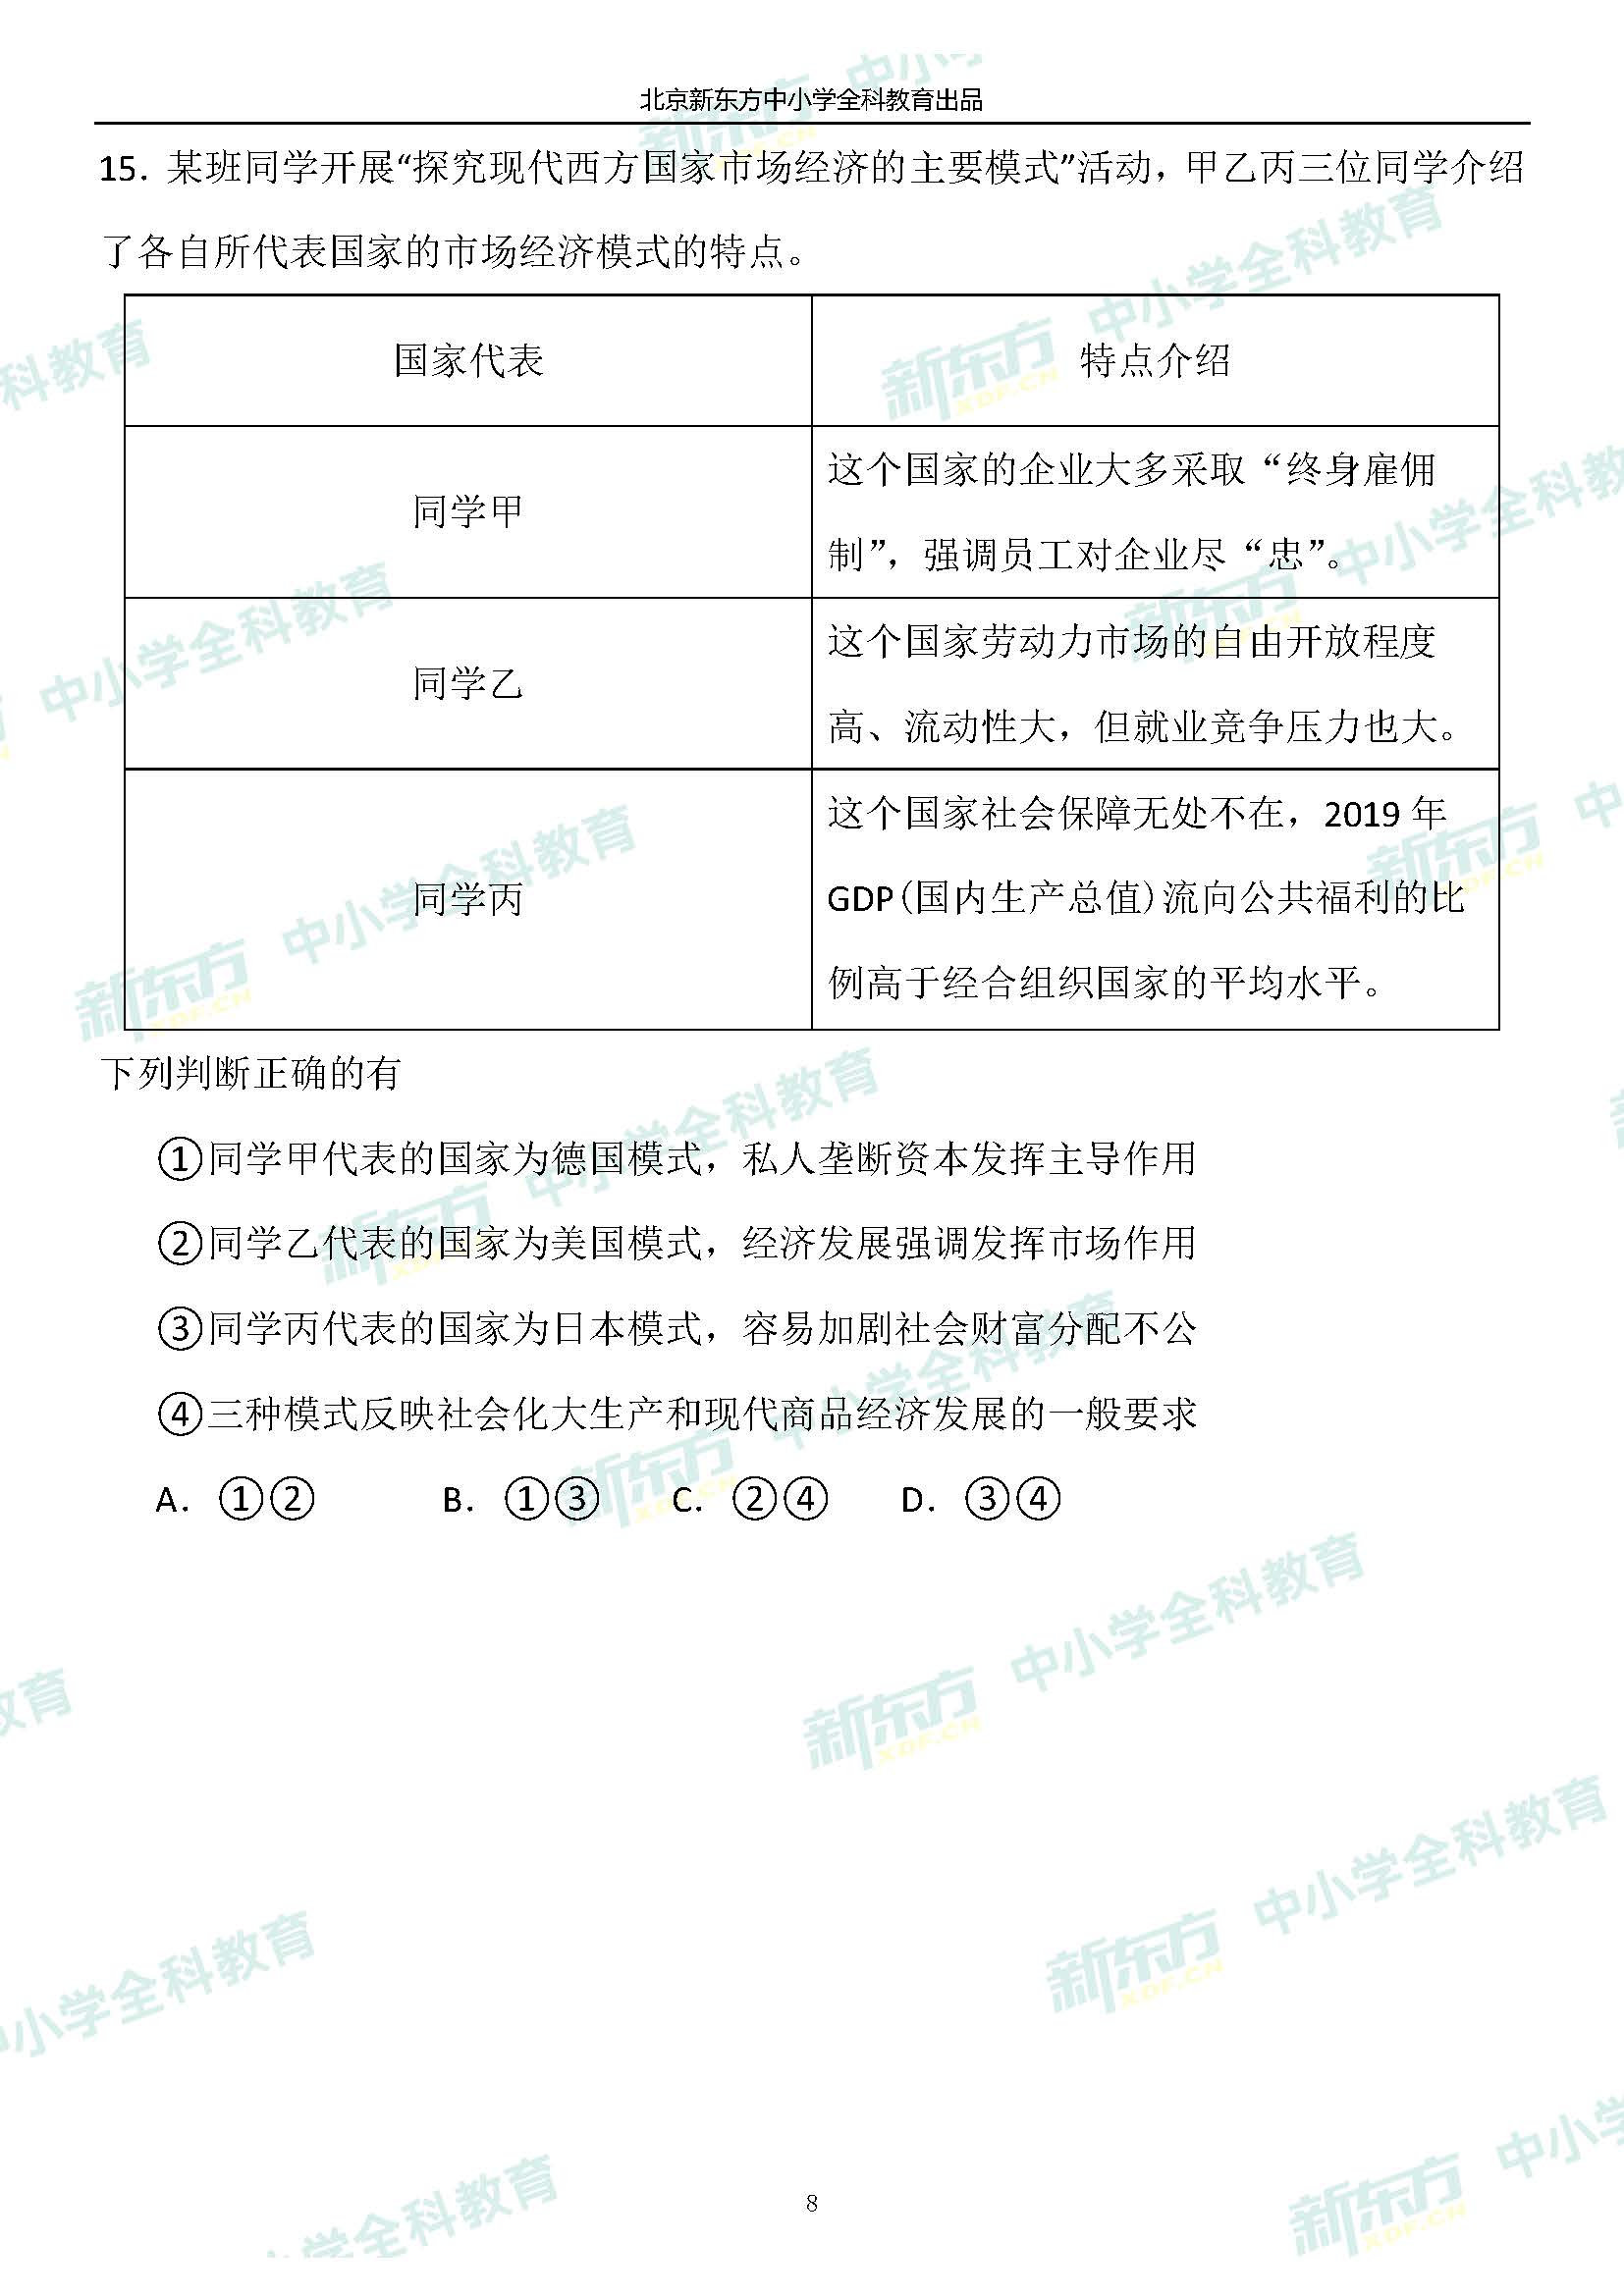 北京新东方中小学全科教育出品
15. 某班同学开展“探究现代西方国家市场经济的主要模式”活动，甲乙丙三位同学介绍
了各自所代表国家的市场经济模式的特点。
国家代表 特点介绍
同学甲
这个国家的企业大多采取“终身雇佣
制”，强调员工对企业尽“忠”。
同学乙
这个国家劳动力市场的自由开放程度
高、流动性大，但就业竞争压力也大。
同学丙
这个国家社会保障无处不在，2019 年
GDP(国内生产总值)流向公共福利的比
例高于经合组织国家的平均水平。
下列判断正确的有
①同学甲代表的国家为德国模式，私人垄断资本发挥主导作用
②同学乙代表的国家为美国模式，经济发展强调发挥市场作用
③同学丙代表的国家为日本模式，容易加剧社会财富分配不公
④三种模式反映社会化大生产和现代商品经济发展的一般要求
A. ①② B. ①③ C. ②④ D. ③④
新东方 XDF.CN 中小学全科教育
8